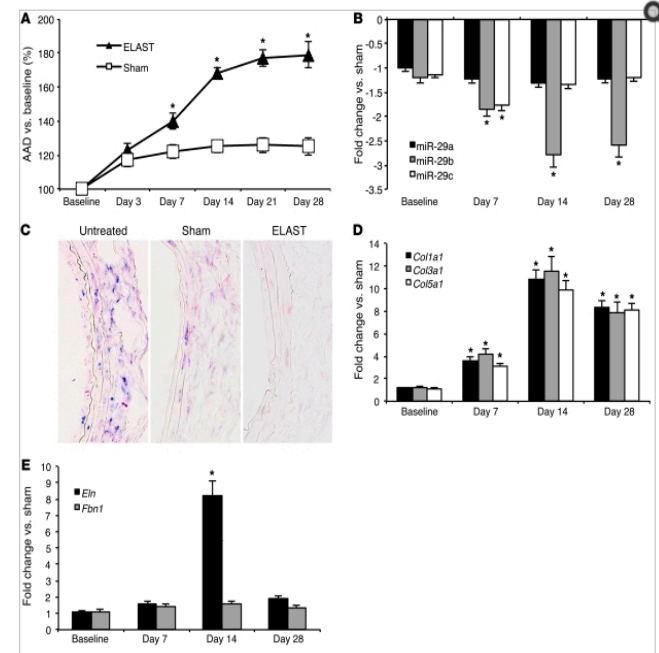 A
AAD vs. baseline (%)
200
180
160
140
120
100
ELAST
Sham
*
*
*
*
Baseline
Day 3
Day 7
Day 14
Day 21
Day 28
B
Fold change vs. sham
0
-0.5
-1
-1.5
-2
-2.5
-3
-3.5
miR-29a
miR-29b
miR-29c
*
*
*
*
Baseline
Day 7
Day 14
Day 28
C
Untreated
Sham
ELAST
D
Fold change vs. sham
14
12
10
8
6
4
2
0
Col1a1
Col3a1
Col5a1
* * *
* * *
* * *
Baseline
Day 7
Day 14
Day 28
E
Fold change vs. sham
10
9
8
7
6
5
4
3
2
1
0
Eln
Fbn1
*
Baseline
Day 7
Day 14
Day 28